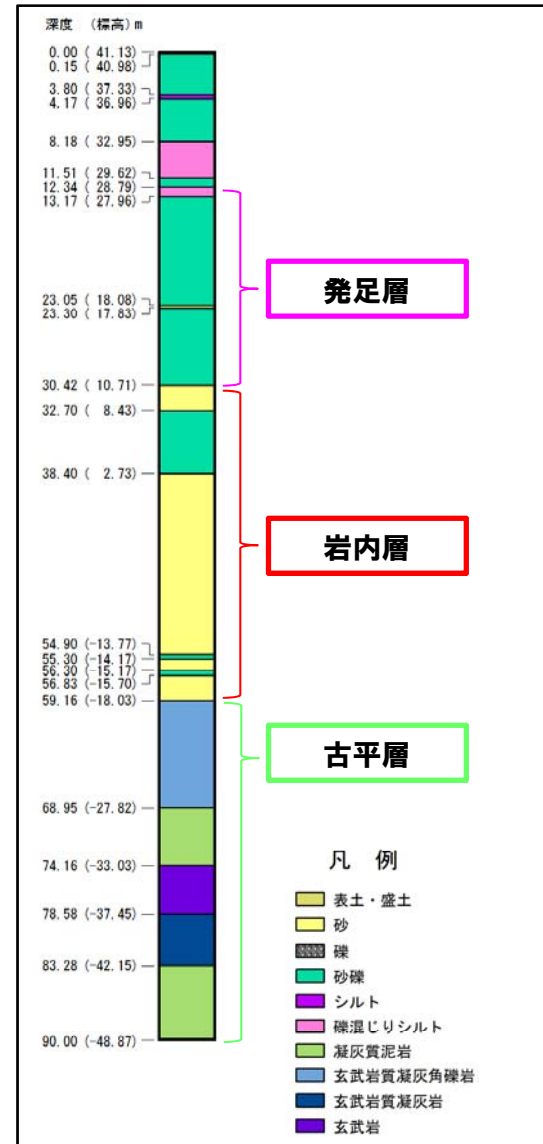 深度 (標高) m
0.00 ( 41.13)
0.15 ( 40.98)
3.80 ( 37.33)
4.17 ( 36.96)
8.18 ( 32.95)
11.51 ( 29.62)
12.34 ( 28.79)
13.17 ( 27.96)
発足層
23.05 ( 18.08)
23.30 ( 17.83)
30.42 ( 10.71)
32.70 ( 8.43)
38.40 ( 2.73)
岩内層
54.90 (-13.77)
55.30 (-14.17)
56.30 (-15.17)
56.83 (-15.70)
59.16 (-18.03)
古平層
68.95 (-27.82)
74.16 (-33.03)
78.58 (-37.45)
83.28 (-42.15)
90.00 (-48.87)
凡 例
表土・盛土
砂
礫
砂礫
シルト
礫混じりシルト
凝灰質泥岩
玄武岩質凝灰角礫岩
玄武岩質凝灰岩
玄武岩